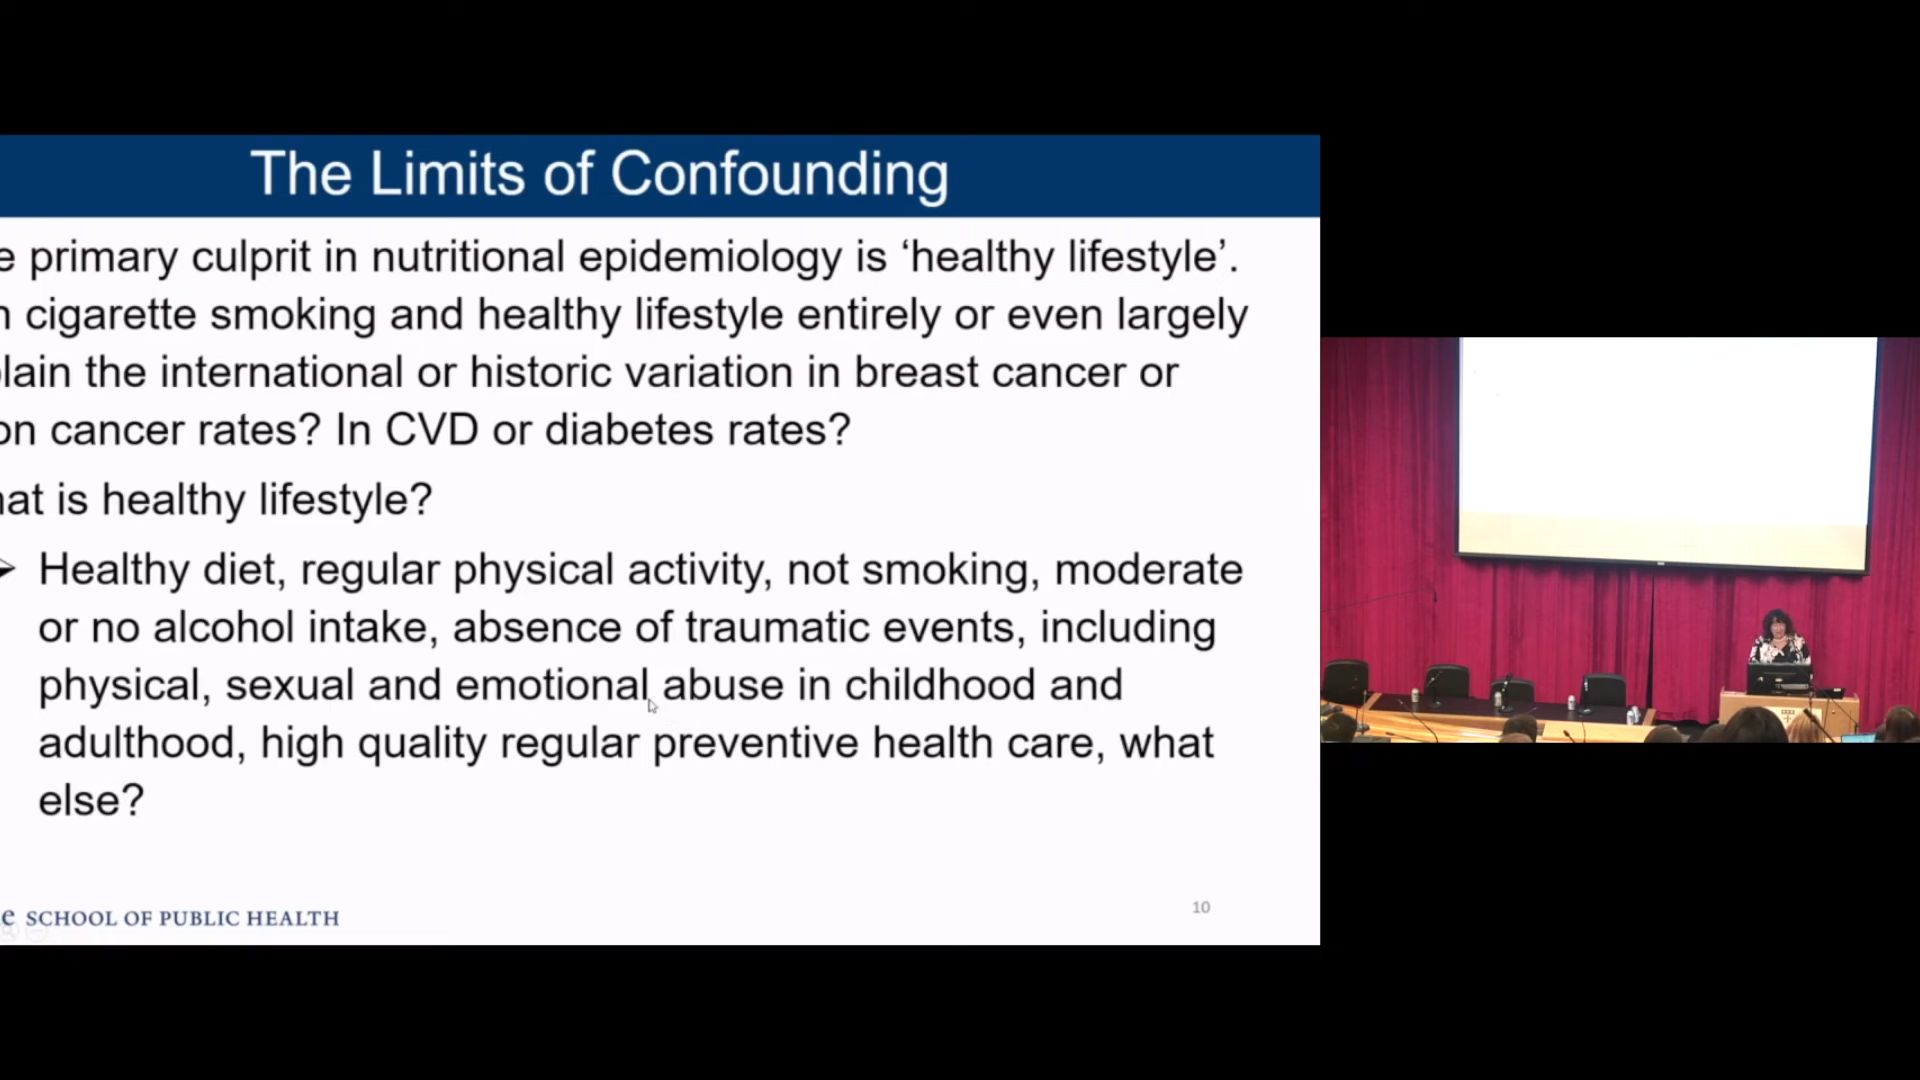 The Limits of Confounding
e primary culprit in nutritional epidemiology is ‘healthy lifestyle’.
n cigarette smoking and healthy lifestyle entirely or even largely
lain the international or historic variation in breast cancer or
on cancer rates? In CVD or diabetes rates?
at is healthy lifestyle?
Healthy diet, regular physical activity, not smoking, moderate
or no alcohol intake, absence of traumatic events, including
physical, sexual and emotional abuse in childhood and
adulthood, high quality regular preventive health care, what
else?
e SCHOOL OF PUBLIC HEALTH
10